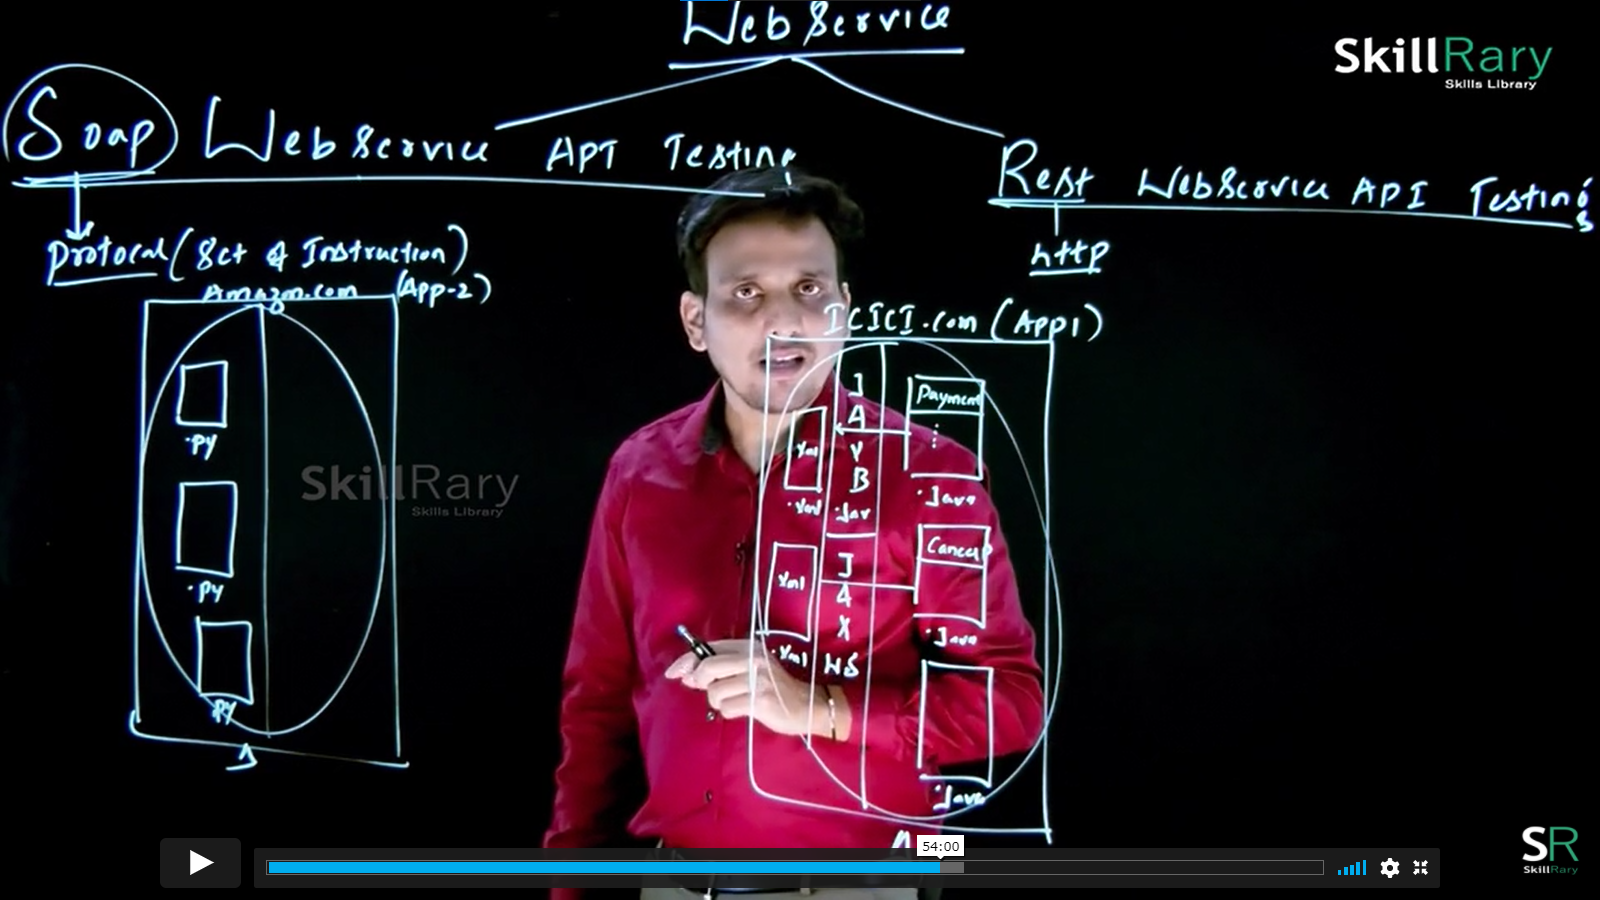 WebService
SkillRary
Skills Library
Soap WebService API Testing
Rest WebService API Testing
Protocal (Set of Instruction)
http
Amazon.com (App-2)
ICICI.com (App1)
Payment
J
A
V
B
.Jar
xml
.xml
.Java
.py
SkillRary
Skills Library
.py
Cancel
J
A
X
WS
xml
.xml
.Java
.py
.Java
54:00
SR
SkillRary